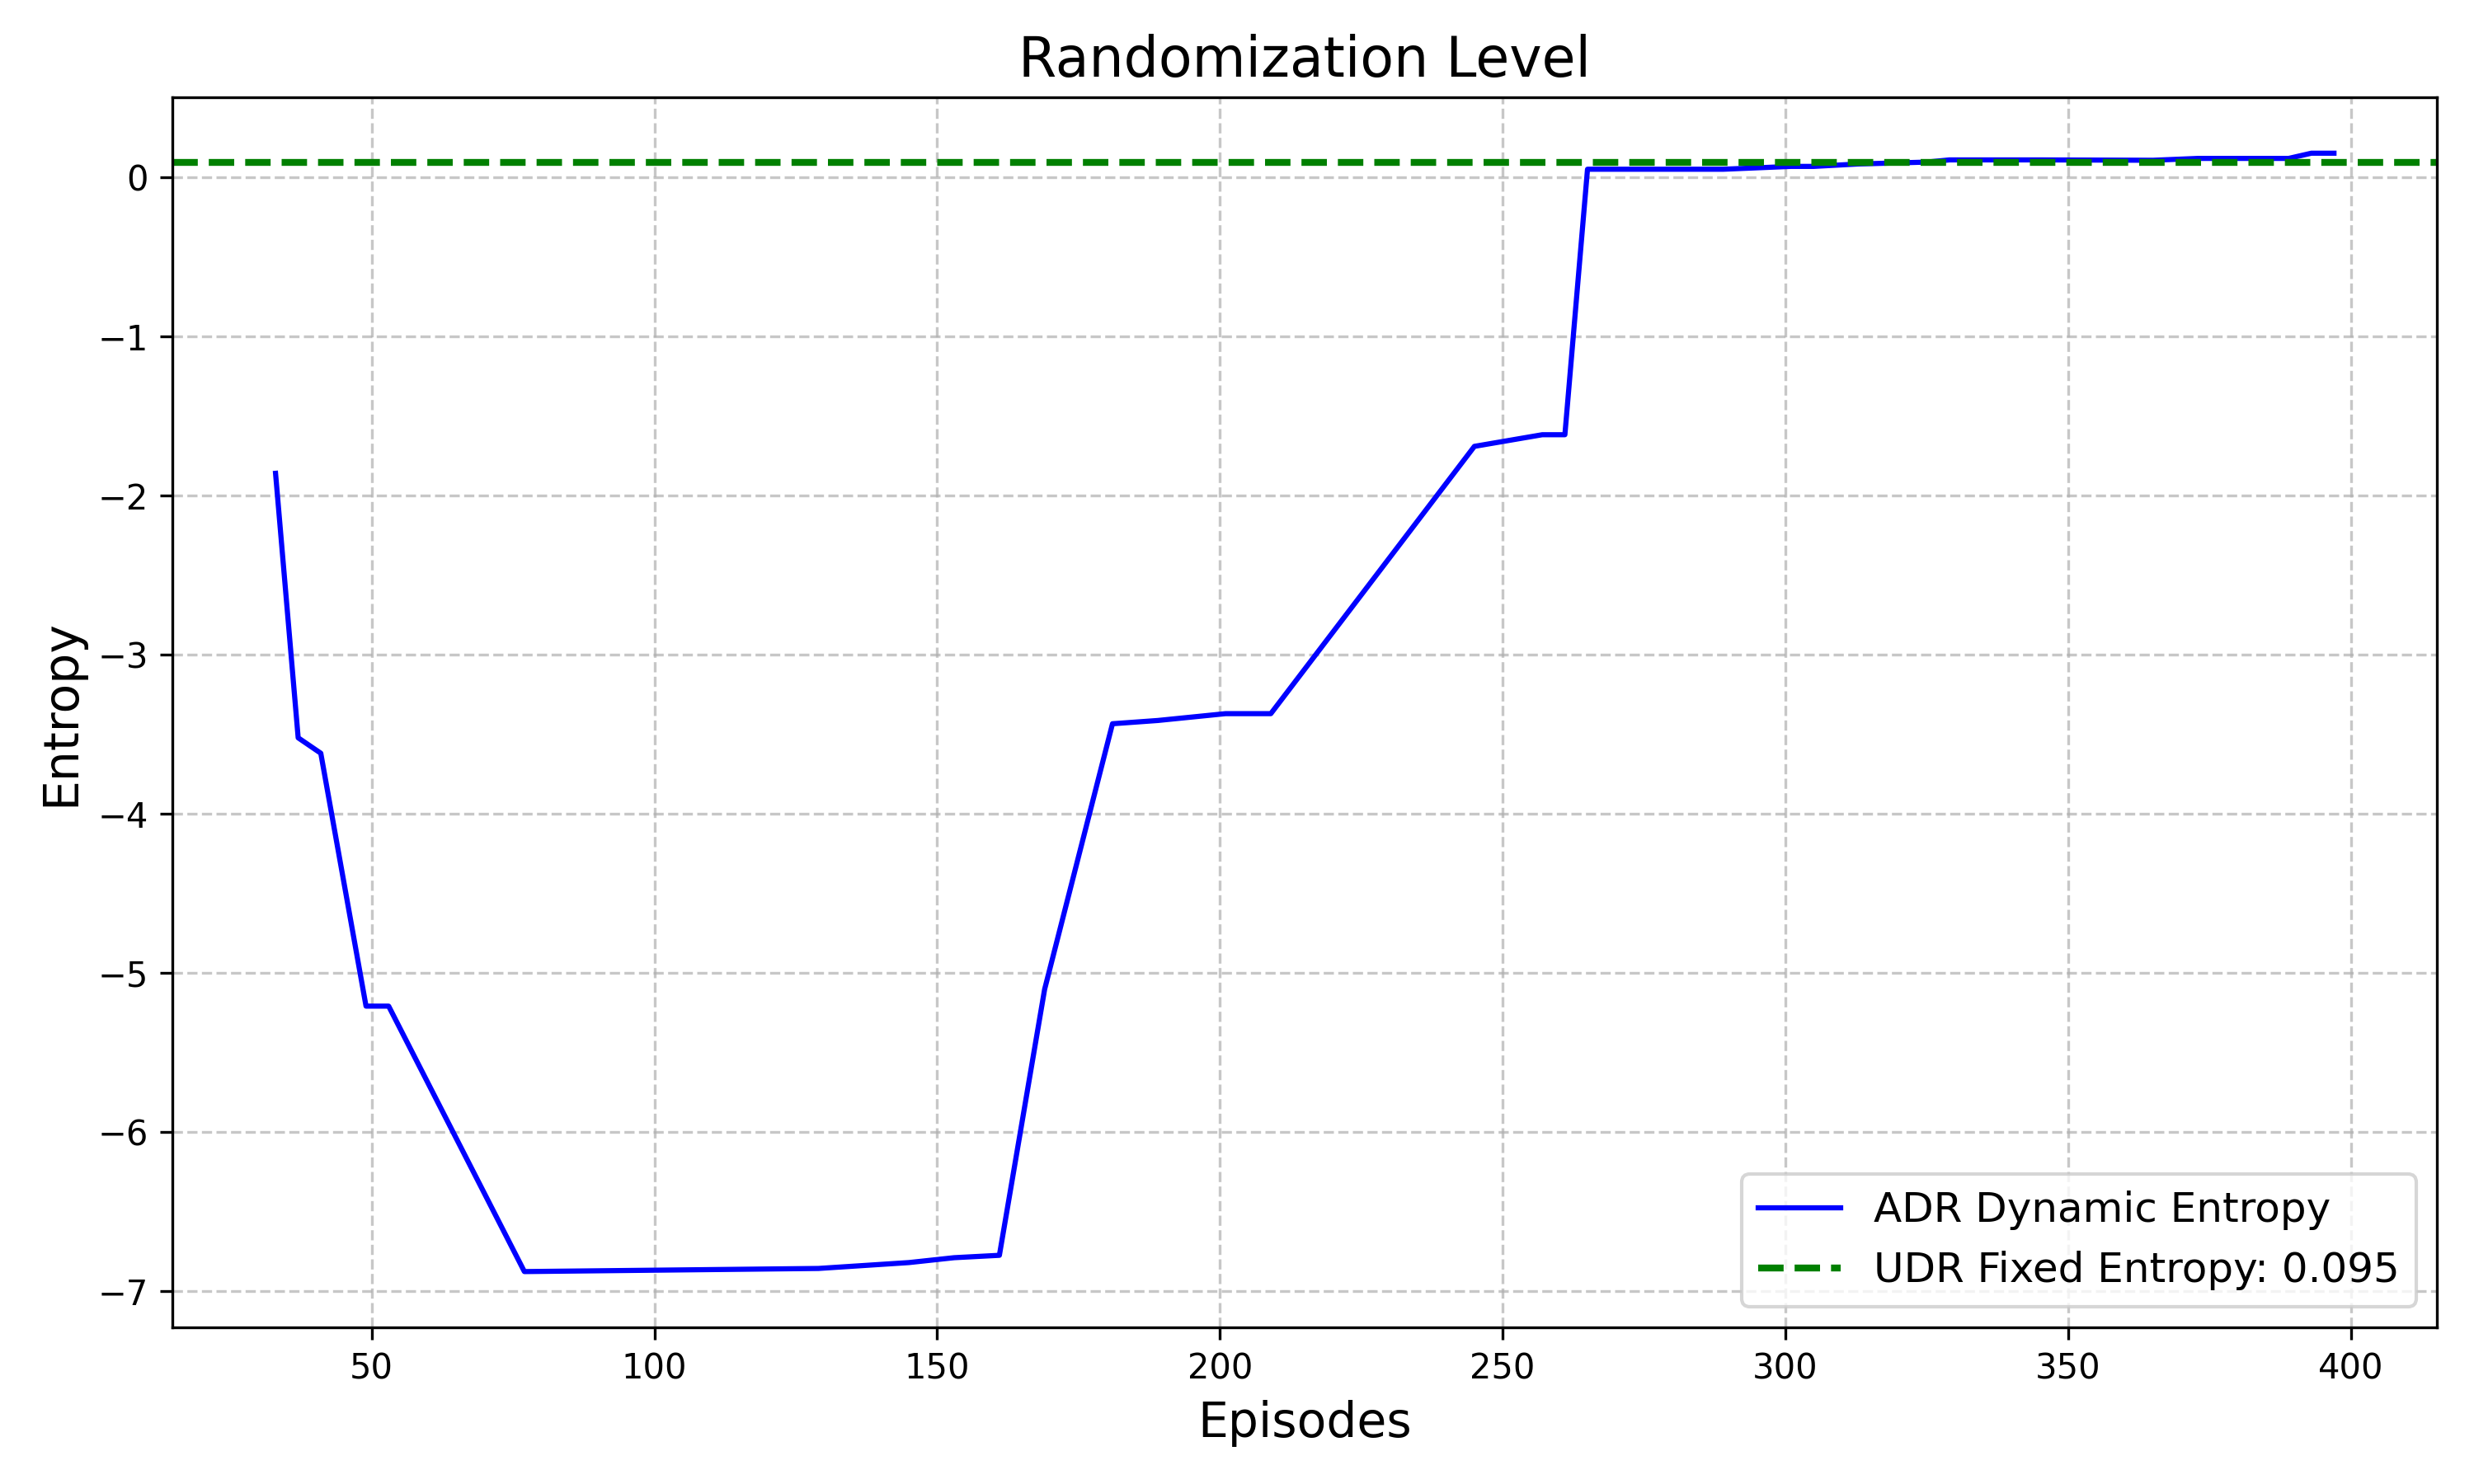 Randomization Level
Entropy
0
−1
−2
−3
−4
−5
−6
−7
50 100 150 200 250 300 350 400
Episodes
ADR Dynamic Entropy
UDR Fixed Entropy: 0.095